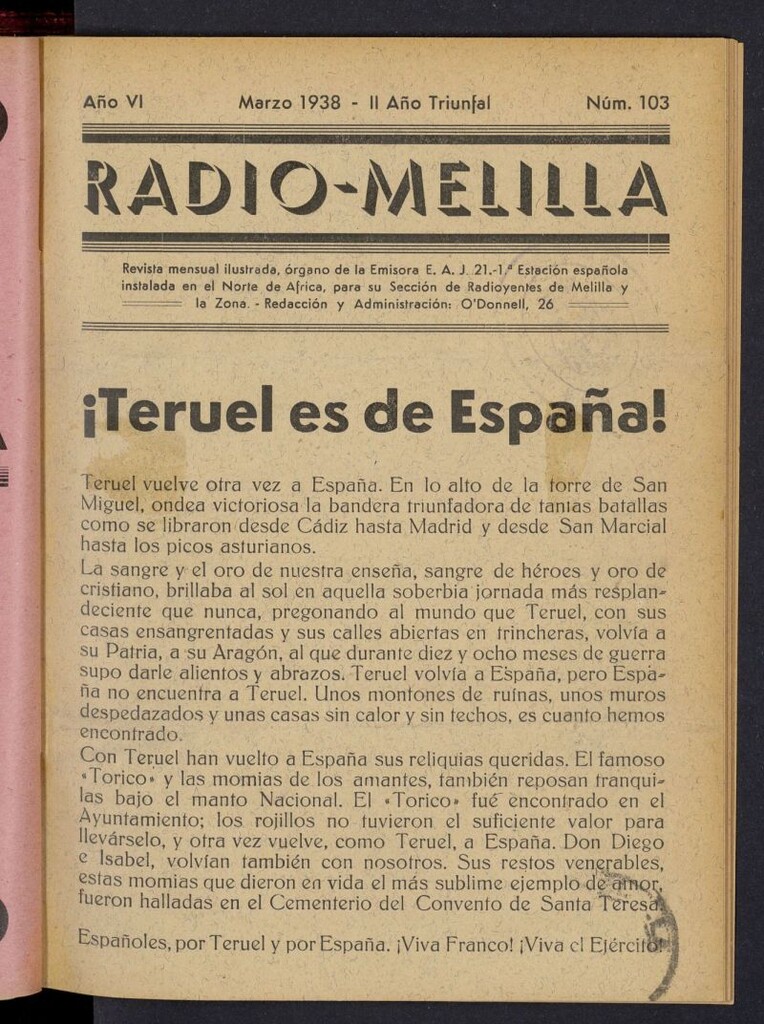 Año VI Marzo 1938 - II Año Triunfal Núm. 103
RADIO-MELILLA
Revista mensual ilustrada, órgano de la Emisora E. A. J. 21.-1.ª Estación española
instalada en el Norte de Africa, para su Sección de Radioyentes de Melilla y
la Zona. - Redacción y Administración: O'Donnell, 26
¡Teruel es de España!
Teruel vuelve otra vez a España. En lo alto de la torre de San
Miguel, ondea victoriosa la bandera triunfadora de tantas batallas
como se libraron desde Cádiz hasta Madrid y desde San Marcial
hasta los picos asturianos.
La sangre y el oro de nuestra enseña, sangre de héroes y oro de
cristiano, brillaba al sol en aquella soberbia jornada más resplan-
deciente que nunca, pregonando al mundo que Teruel, con sus
casas ensangrentadas y sus calles abiertas en trincheras, volvía a
su Patria, a su Aragón, al que durante diez y ocho meses de guerra
supo darle alientos y abrazos. Teruel volvía a España, pero Espa-
ña no encuentra a Teruel. Unos montones de ruinas, unos muros
despedazados y unas casas sin calor y sin techos, es cuanto hemos
encontrado.
Con Teruel han vuelto a España sus reliquias queridas. El famoso
«Torico» y las momias de los amantes, también reposan tranqui-
las bajo el manto Nacional. El «Torico» fué encontrado en el
Ayuntamiento; los rojillos no tuvieron el suficiente valor para
llevárselo, y otra vez vuelve, como Teruel, a España. Don Diego
e Isabel, volvían también con nosotros. Sus restos venerables,
estas momias que dieron en vida el más sublime ejemplo de amor,
fueron halladas en el Cementerio del Convento de Santa Teresa.
Españoles, por Teruel y por España. ¡Viva Franco! ¡Viva el Ejército!